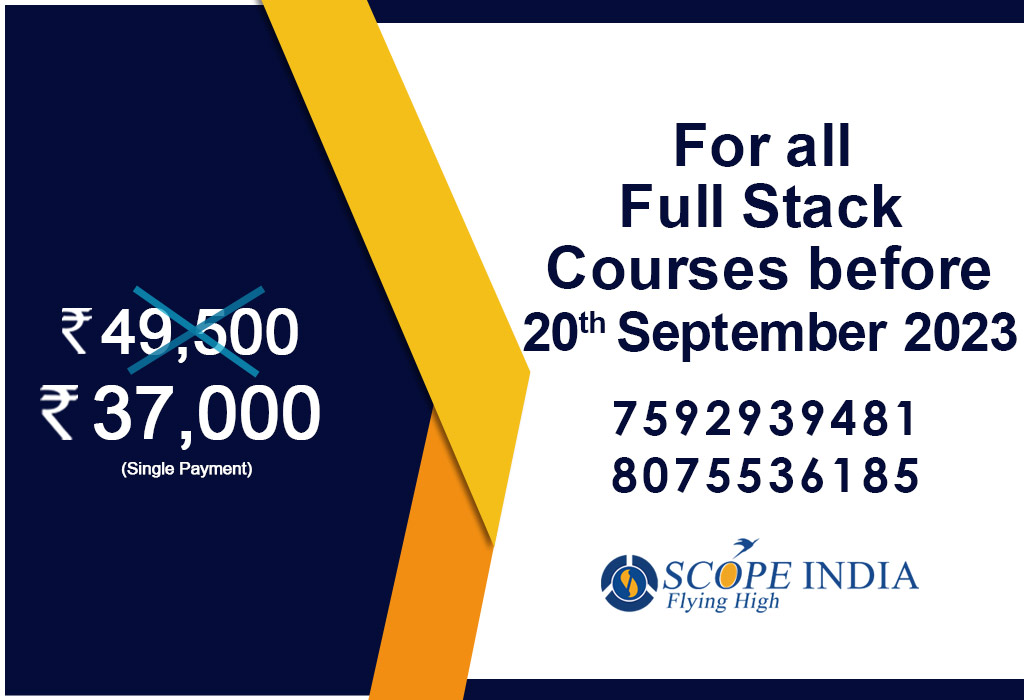 ₹ 49,500
₹ 37,000
(Single Payment)
For all
Full Stack
Courses before
20th September 2023
7592939481
8075536185
SCOPE INDIA
Flying High